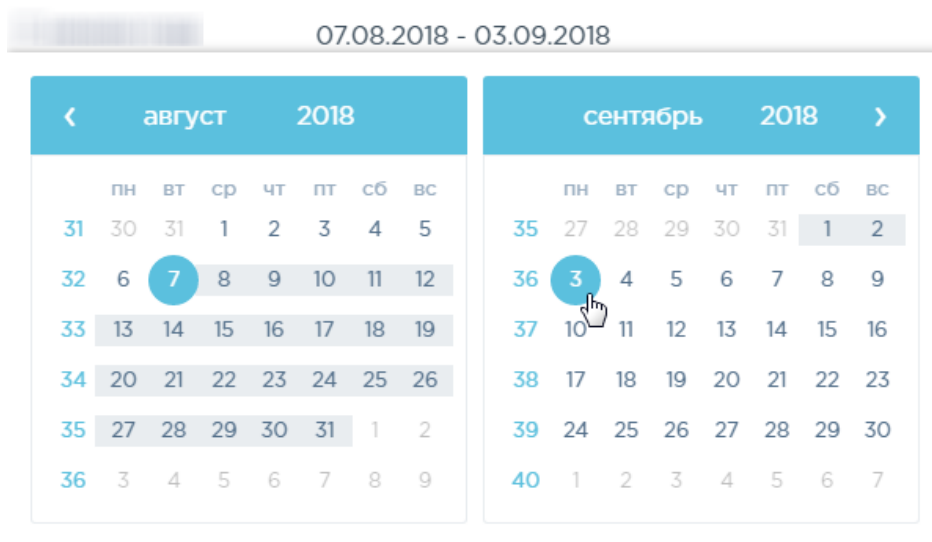 07.08.2018 - 03.09.2018
август 2018
пн вт ср чт пт сб вс
31 30 31 1 2 3 4 5
32 6 7 8 9 10 11 12
33 13 14 15 16 17 18 19
34 20 21 22 23 24 25 26
35 27 28 29 30 31 1 2
36 3 4 5 6 7 8 9
сентябрь 2018
пн вт ср чт пт сб вс
35 27 28 29 30 31 1 2
36 3 4 5 6 7 8 9
37 10 11 12 13 14 15 16
38 17 18 19 20 21 22 23
39 24 25 26 27 28 29 30
40 1 2 3 4 5 6 7